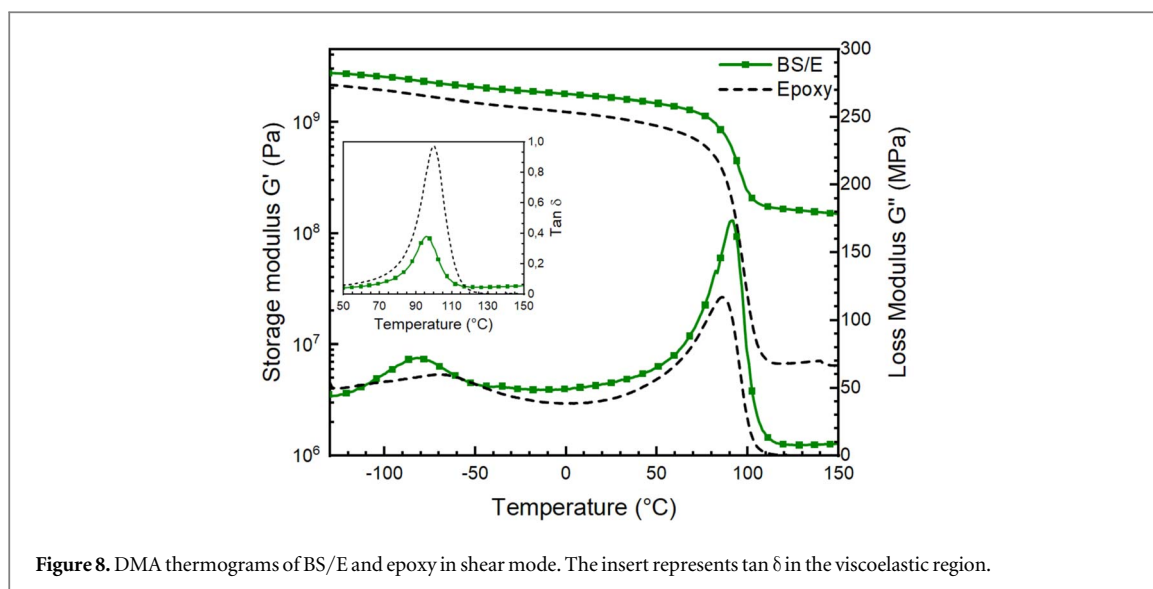 300
BS/E
Epoxy
250
200
150
100
50
0
Loss Modulus G'' (MPa)
10⁹
10⁸
10⁷
10⁶
Storage modulus G' (Pa)
1,0
0,8
0,6
0,4
0,2
0
Tan δ
50 70 90 110 130 150
Temperature (°C)
-100 -50 0 50 100 150
Temperature (°C)
Figure 8. DMA thermograms of BS/E and epoxy in shear mode. The insert represents tan δ in the viscoelastic region.